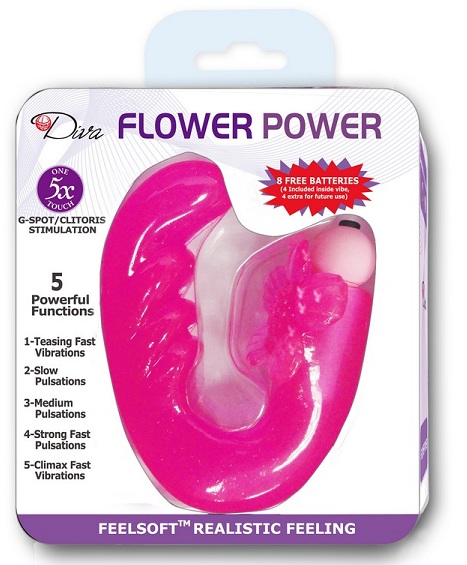 Diva FLOWER POWER
ONE
5x
TOUCH
G-SPOT/CLITORIS
STIMULATION
8 FREE BATTERIES
(4 Included inside vibe,
4 extra for future use)
5
Powerful
Functions
1-Teasing Fast
Vibrations
2-Slow
Pulsations
3-Medium
Pulsations
4-Strong Fast
Pulsations
5-Climax Fast
Vibrations
FEELSOFT™ REALISTIC FEELING